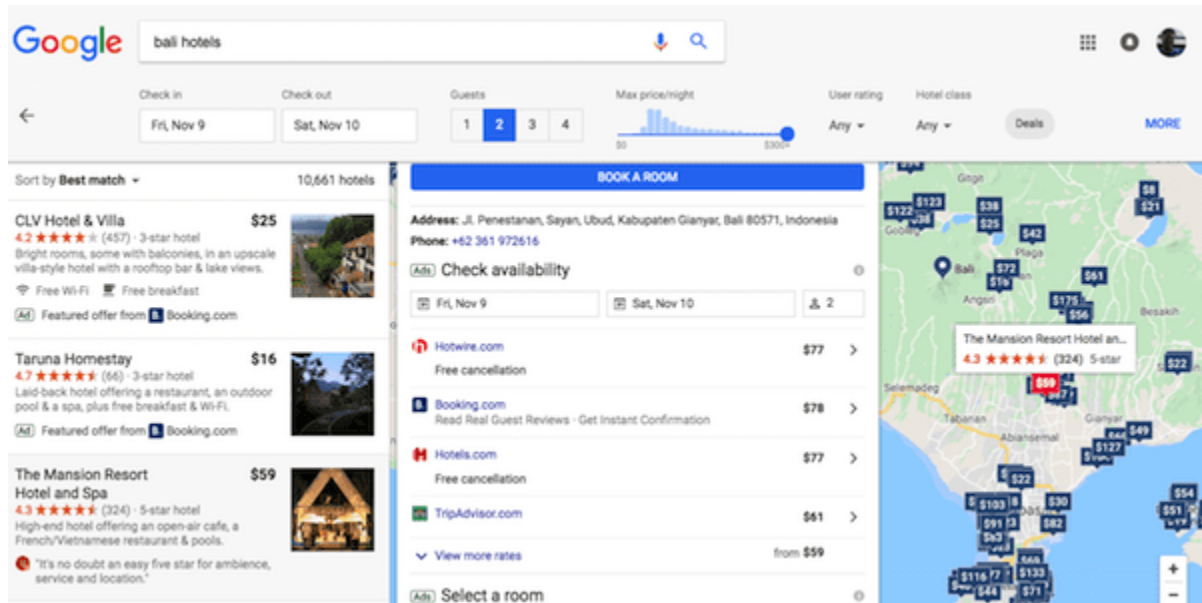 Google
bali hotels
Check in
Check out
Guests
Max price/night
User rating
Hotel class
Fri, Nov 9
Sat, Nov 10
1 2 3 4
Any
Any
Deals
MORE
$0
$300+
Sort by Best match
10,661 hotels
CLV Hotel & Villa
$25
4.2 (457) · 3-star hotel
Bright rooms, some with balconies, in an upscale
villa-style hotel with a rooftop bar & lake views.
Free Wi-Fi Free breakfast
Ad Featured offer from B. Booking.com
Taruna Homestay
$16
4.7 (66) · 3-star hotel
Laid-back hotel offering a restaurant, an outdoor
pool & a spa, plus free breakfast & Wi-Fi.
Ad Featured offer from B. Booking.com
The Mansion Resort
Hotel and Spa
$59
4.3 (324) · 5-star hotel
High-end hotel offering an open-air cafe, a
French/Vietnamese restaurant & pools.
"It's no doubt an easy five star for ambience,
service and location."
BOOK A ROOM
Address: Jl. Penestanan, Sayan, Ubud, Kabupaten Gianyar, Bali 80571, Indonesia
Phone: +62 361 972616
Ads Check availability
Fri, Nov 9
Sat, Nov 10
2
Hotwire.com
$77
Free cancellation
Booking.com
$78
Read Real Guest Reviews · Get Instant Confirmation
Hotels.com
$77
Free cancellation
TripAdvisor.com
$61
View more rates
from $59
Ads Select a room
Gitgit
$8
$21
$122
$123
$38
$38
$25
$42
Plaga
Bali
$72
$61
Angsri
$175
$56
Besakih
The Mansion Resort Hotel an...
4.3 (324) 5-star
$22
$59
Selemadeg
Tabanan
Gianyar
Abiansemal
$49
$127
$22
$103
$30
$54
$51
$91
$82
$116
$133
$44
$71
+
−